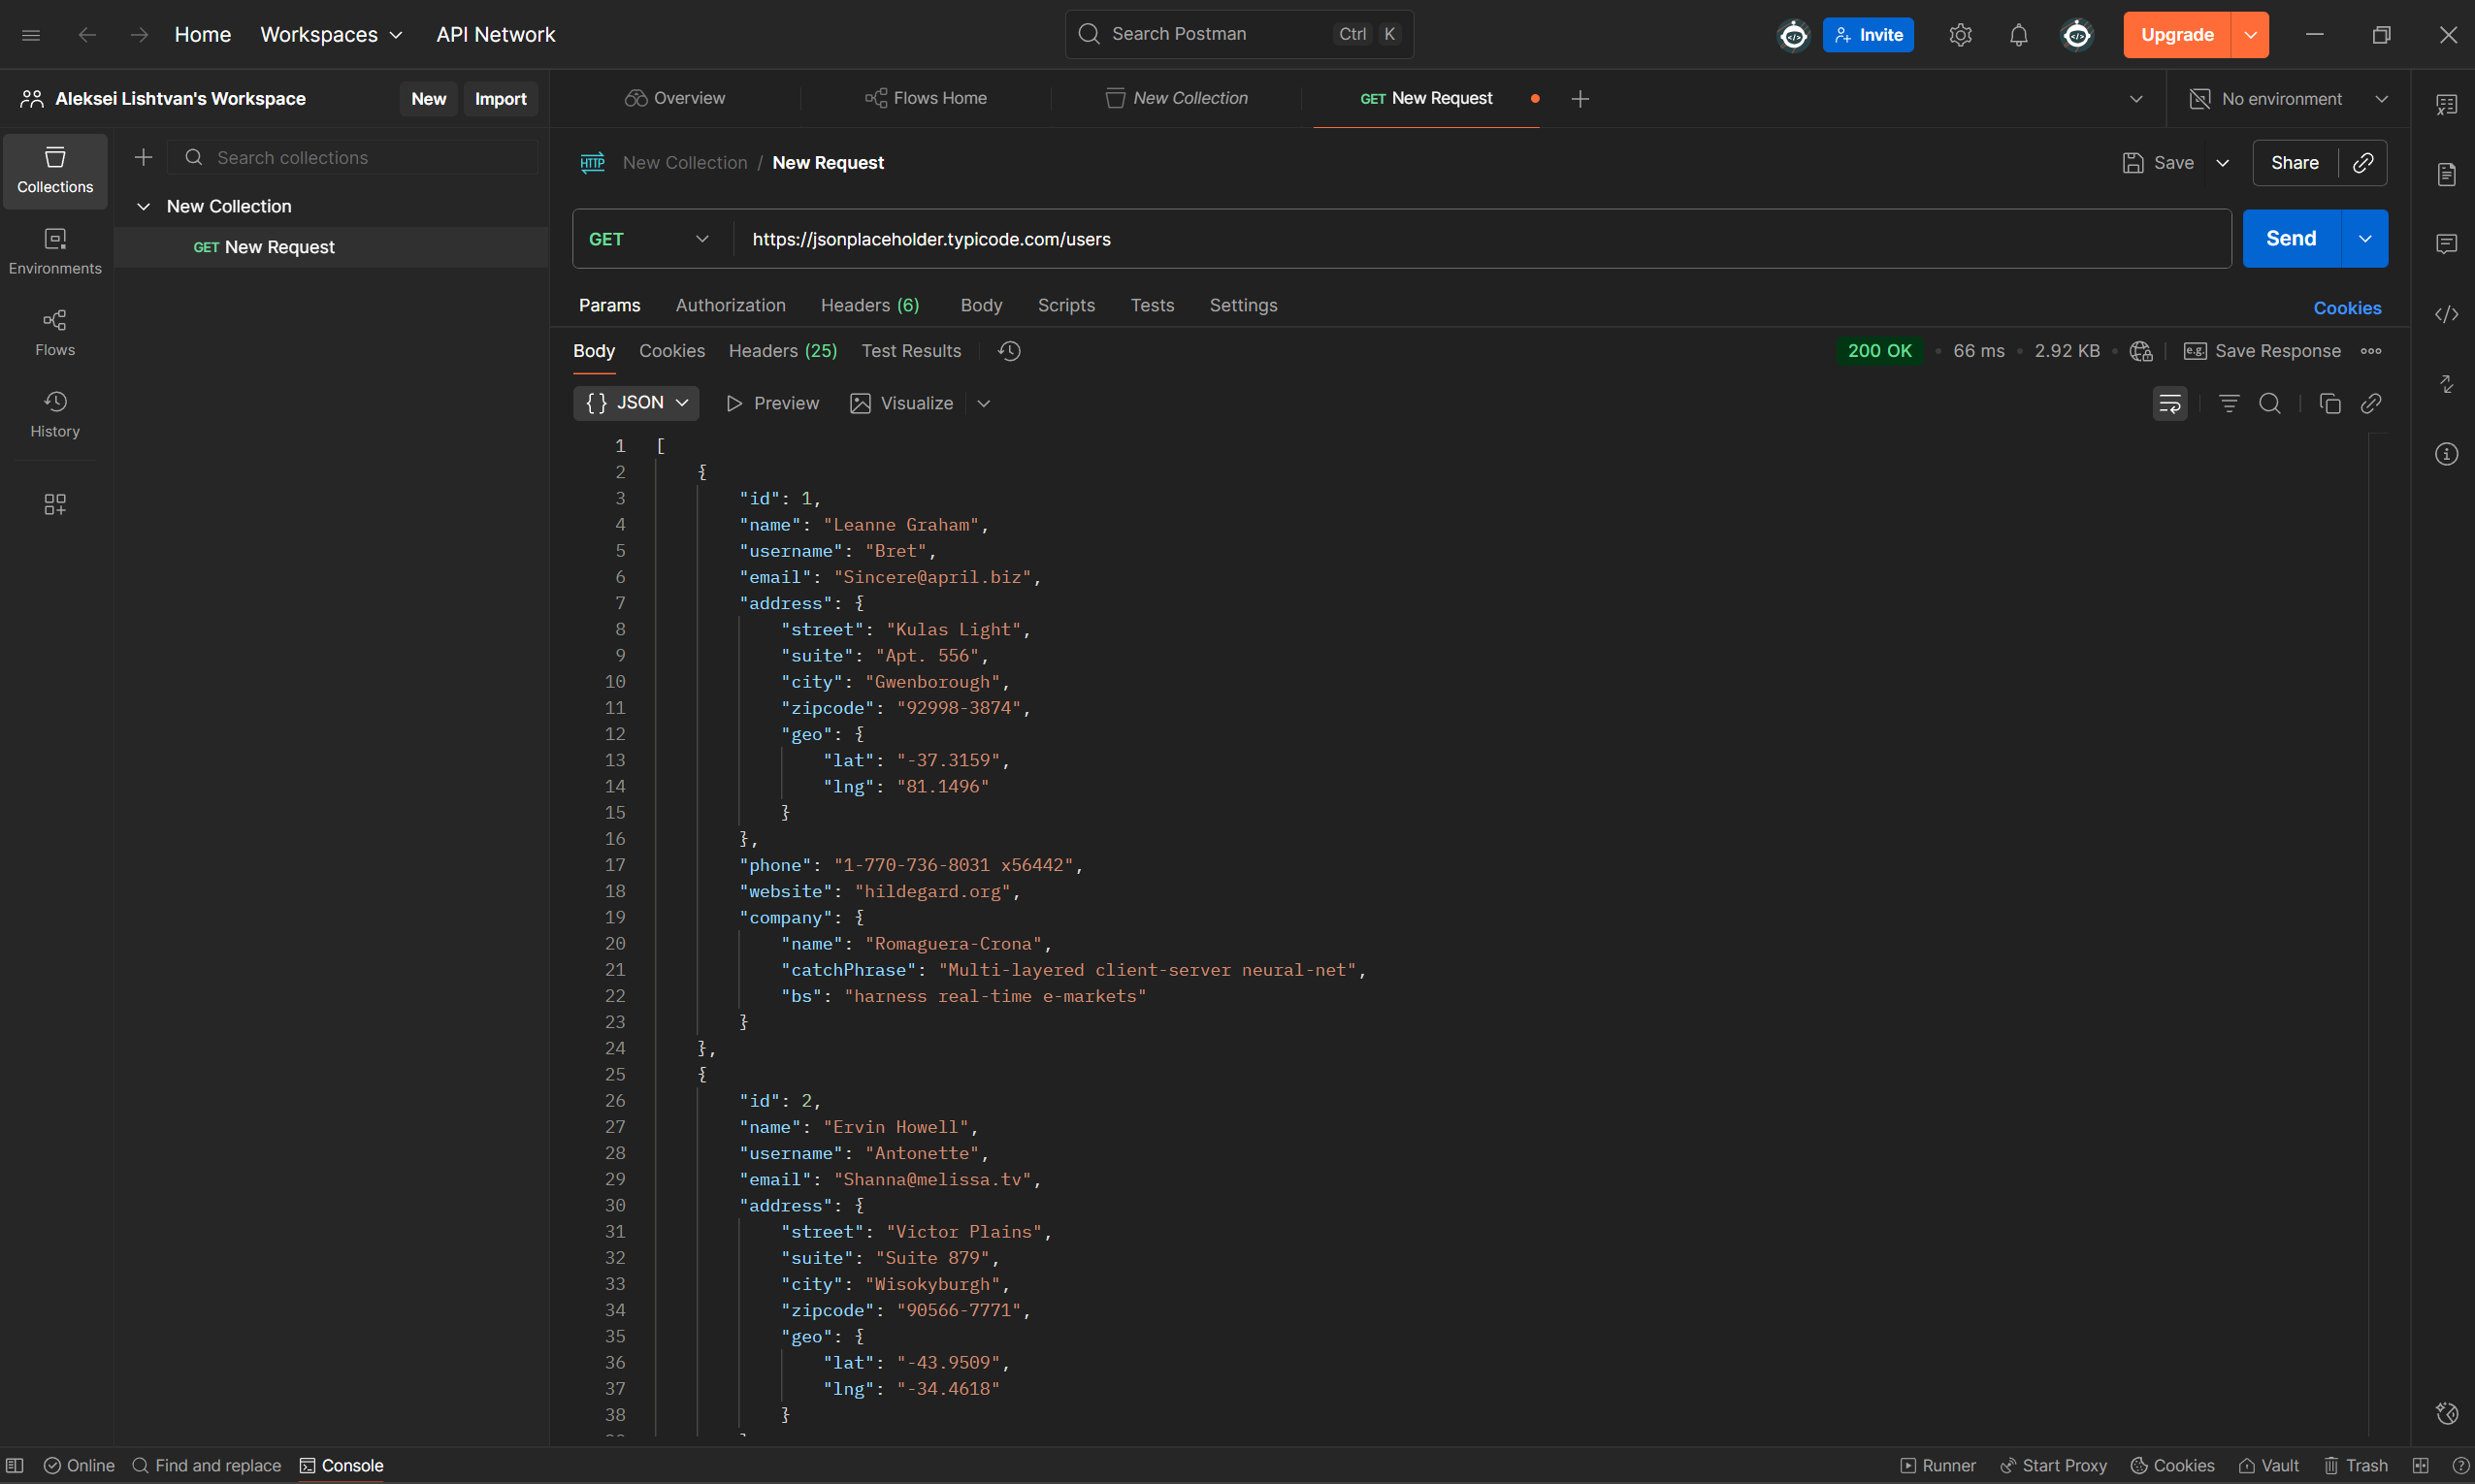 Home Workspaces API Network Search Postman Ctrl K Invite Upgrade
Aleksei Lishtvan's Workspace New Import Overview Flows Home New Collection GET New Request No environment
Collections
Environments
Flows
History
Search collections
New Collection
GET New Request
HTTP New Collection / New Request Save Share
GET https://jsonplaceholder.typicode.com/users Send
Params Authorization Headers (6) Body Scripts Tests Settings Cookies
Body Cookies Headers (25) Test Results 200 OK • 66 ms • 2.92 KB • e.g. Save Response
{} JSON Preview Visualize
1 [
2 {
3 "id": 1,
4 "name": "Leanne Graham",
5 "username": "Bret",
6 "email": "Sincere@april.biz",
7 "address": {
8 "street": "Kulas Light",
9 "suite": "Apt. 556",
10 "city": "Gwenborough",
11 "zipcode": "92998-3874",
12 "geo": {
13 "lat": "-37.3159",
14 "lng": "81.1496"
15 }
16 },
17 "phone": "1-770-736-8031 x56442",
18 "website": "hildegard.org",
19 "company": {
20 "name": "Romaguera-Crona",
21 "catchPhrase": "Multi-layered client-server neural-net",
22 "bs": "harness real-time e-markets"
23 }
24 },
25 {
26 "id": 2,
27 "name": "Ervin Howell",
28 "username": "Antonette",
29 "email": "Shanna@melissa.tv",
30 "address": {
31 "street": "Victor Plains",
32 "suite": "Suite 879",
33 "city": "Wisokyburgh",
34 "zipcode": "90566-7771",
35 "geo": {
36 "lat": "-43.9509",
37 "lng": "-34.4618"
38 }
Online Find and replace Console Runner Start Proxy Cookies Vault Trash